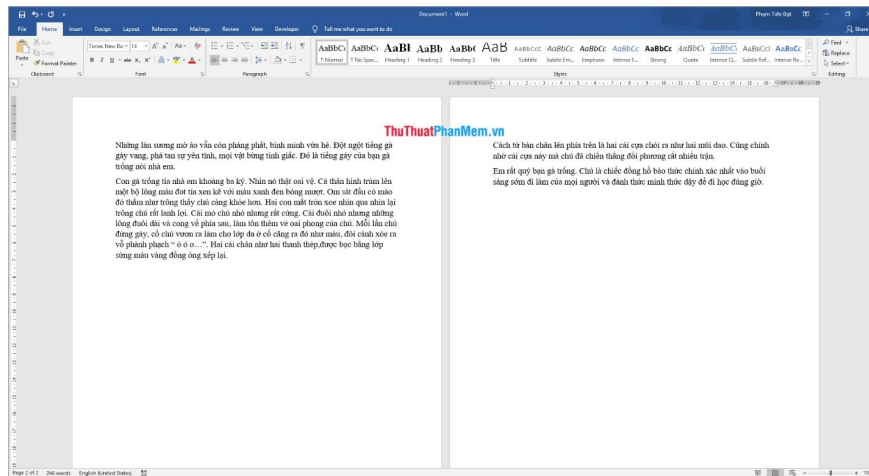 Document1 - Word
Phạm Tiến Đạt
File Home Insert Design Layout References Mailings Review View Developer Tell me what you want to do Share
Paste
Cut
Copy
Format Painter
Clipboard
Times New Ro 14
Font
Paragraph
¶ Normal
¶ No Spac...
Heading 1
Heading 2
Heading 3
Title
Subtitle
Subtle Em...
Emphasis
Intense E...
Strong
Quote
Intense Q...
Subtle Ref...
Intense Re...
Styles
Find
Replace
Select
Editing
ThuThuatPhanMem.vn
Những làn sương mờ ảo vẫn còn phảng phất, bình minh vừa hé. Đột ngột tiếng gà
gáy vang, phá tan sự yên tĩnh, mọi vật bừng tỉnh giấc. Đó là tiếng gáy của bạn gà
trống nòi nhà em.
Con gà trống tía nhà em khoảng ba ký. Nhìn nó thật oai vệ. Cả thân hình trùm lên
một bộ lông màu đỏ tía xen kẽ với màu xanh đen bóng mượt. Ôm sát đầu có mào
đỏ thắm như trông thấy chú càng khỏe hơn. Hai con mắt tròn xoe nhìn qua nhìn lại
trông chú rất lanh lợi. Cái mỏ chú nhỏ nhưng rất cứng. Cái đuôi nhỏ nhưng những
lông đuôi dài và cong về phía sau, làm tôn thêm vẻ oai phong của chú. Mỗi lần chú
đứng gáy, cổ chú vươn ra làm cho lớp da ở cổ căng ra đỏ như máu, đôi cánh xòe ra
vỗ phành phạch “ ò ó o…”. Hai cái chân như hai thanh thép,được bọc bằng lớp
sừng màu vàng đồng óng xếp lại.
Cách từ bàn chân lên phía trên là hai cái cựa chòi ra như hai mũi dao. Cũng chính
nhờ cái cựa này mà chú đã chiến thắng đối phương rất nhiều trận.
Em rất quý bạn gà trống. Chú là chiếc đồng hồ báo thức chính xác nhất vào buổi
sáng sớm đi làm của mọi người và đánh thức mình thức dậy để đi học đúng giờ.
Page 2 of 2 246 words English (United States)